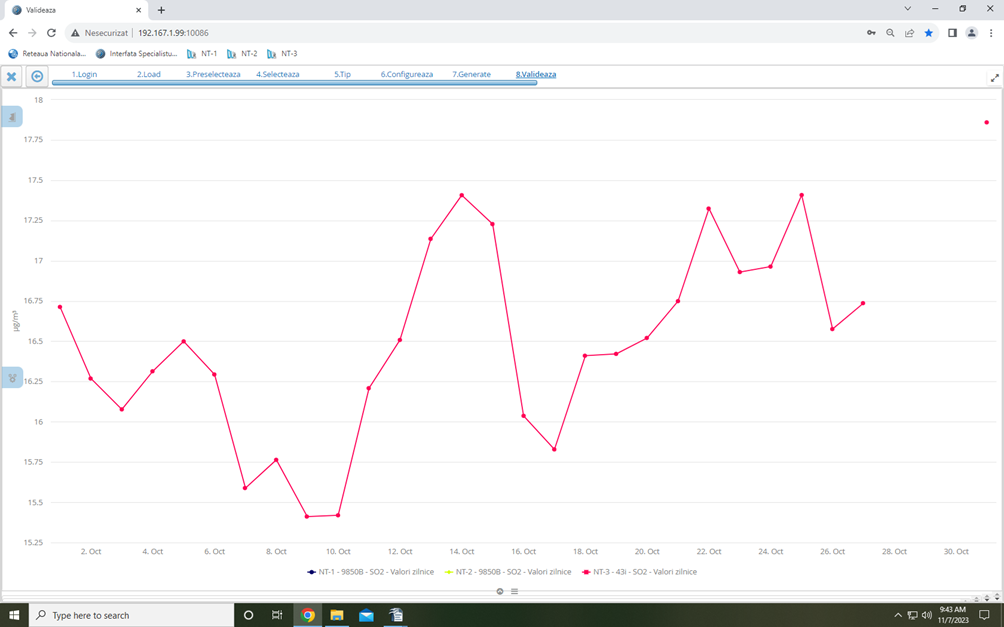 Valideaza
Nesecurizat | 192.167.1.99:10086
Reteaua Nationala... Interfata Specialistu... NT-1 NT-2 NT-3
1.Login 2.Load 3.Preselecteaza 4.Selecteaza 5.Tip 6.Configureaza 7.Generate 8.Valideaza
18
17.75
17.5
17.25
17
16.75
µg/m³
16.5
16.25
16
15.75
15.5
15.25
2. Oct 4. Oct 6. Oct 8. Oct 10. Oct 12. Oct 14. Oct 16. Oct 18. Oct 20. Oct 22. Oct 24. Oct 26. Oct 28. Oct 30. Oct
NT-1 - 9850B - SO2 - Valori zilnice NT-2 - 9850B - SO2 - Valori zilnice NT-3 - 43i - SO2 - Valori zilnice
Type here to search
9:43 AM
11/7/2023